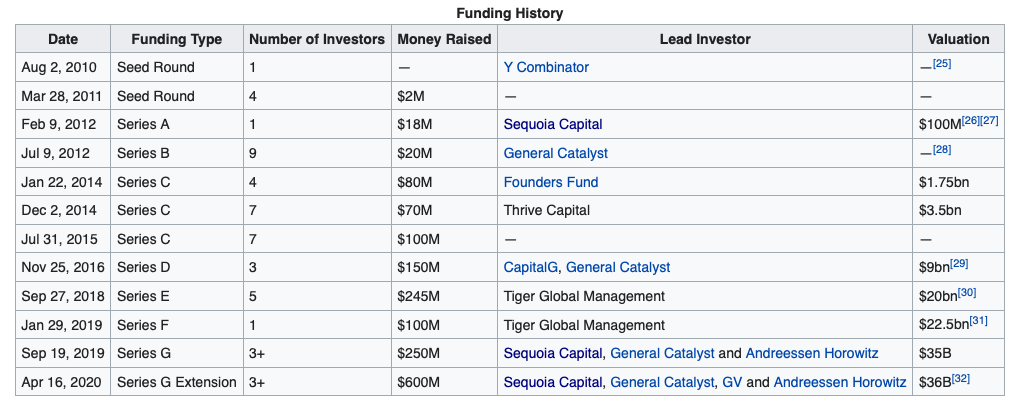 Funding History
Date Funding Type Number of Investors Money Raised Lead Investor Valuation
Aug 2, 2010 Seed Round 1 — Y Combinator —[25]
Mar 28, 2011 Seed Round 4 $2M — —
Feb 9, 2012 Series A 1 $18M Sequoia Capital $100M[26][27]
Jul 9, 2012 Series B 9 $20M General Catalyst —[28]
Jan 22, 2014 Series C 4 $80M Founders Fund $1.75bn
Dec 2, 2014 Series C 7 $70M Thrive Capital $3.5bn
Jul 31, 2015 Series C 7 $100M — —
Nov 25, 2016 Series D 3 $150M CapitalG, General Catalyst $9bn[29]
Sep 27, 2018 Series E 5 $245M Tiger Global Management $20bn[30]
Jan 29, 2019 Series F 1 $100M Tiger Global Management $22.5bn[31]
Sep 19, 2019 Series G 3+ $250M Sequoia Capital, General Catalyst and Andreessen Horowitz $35B
Apr 16, 2020 Series G Extension 3+ $600M Sequoia Capital, General Catalyst, GV and Andreessen Horowitz $36B[32]